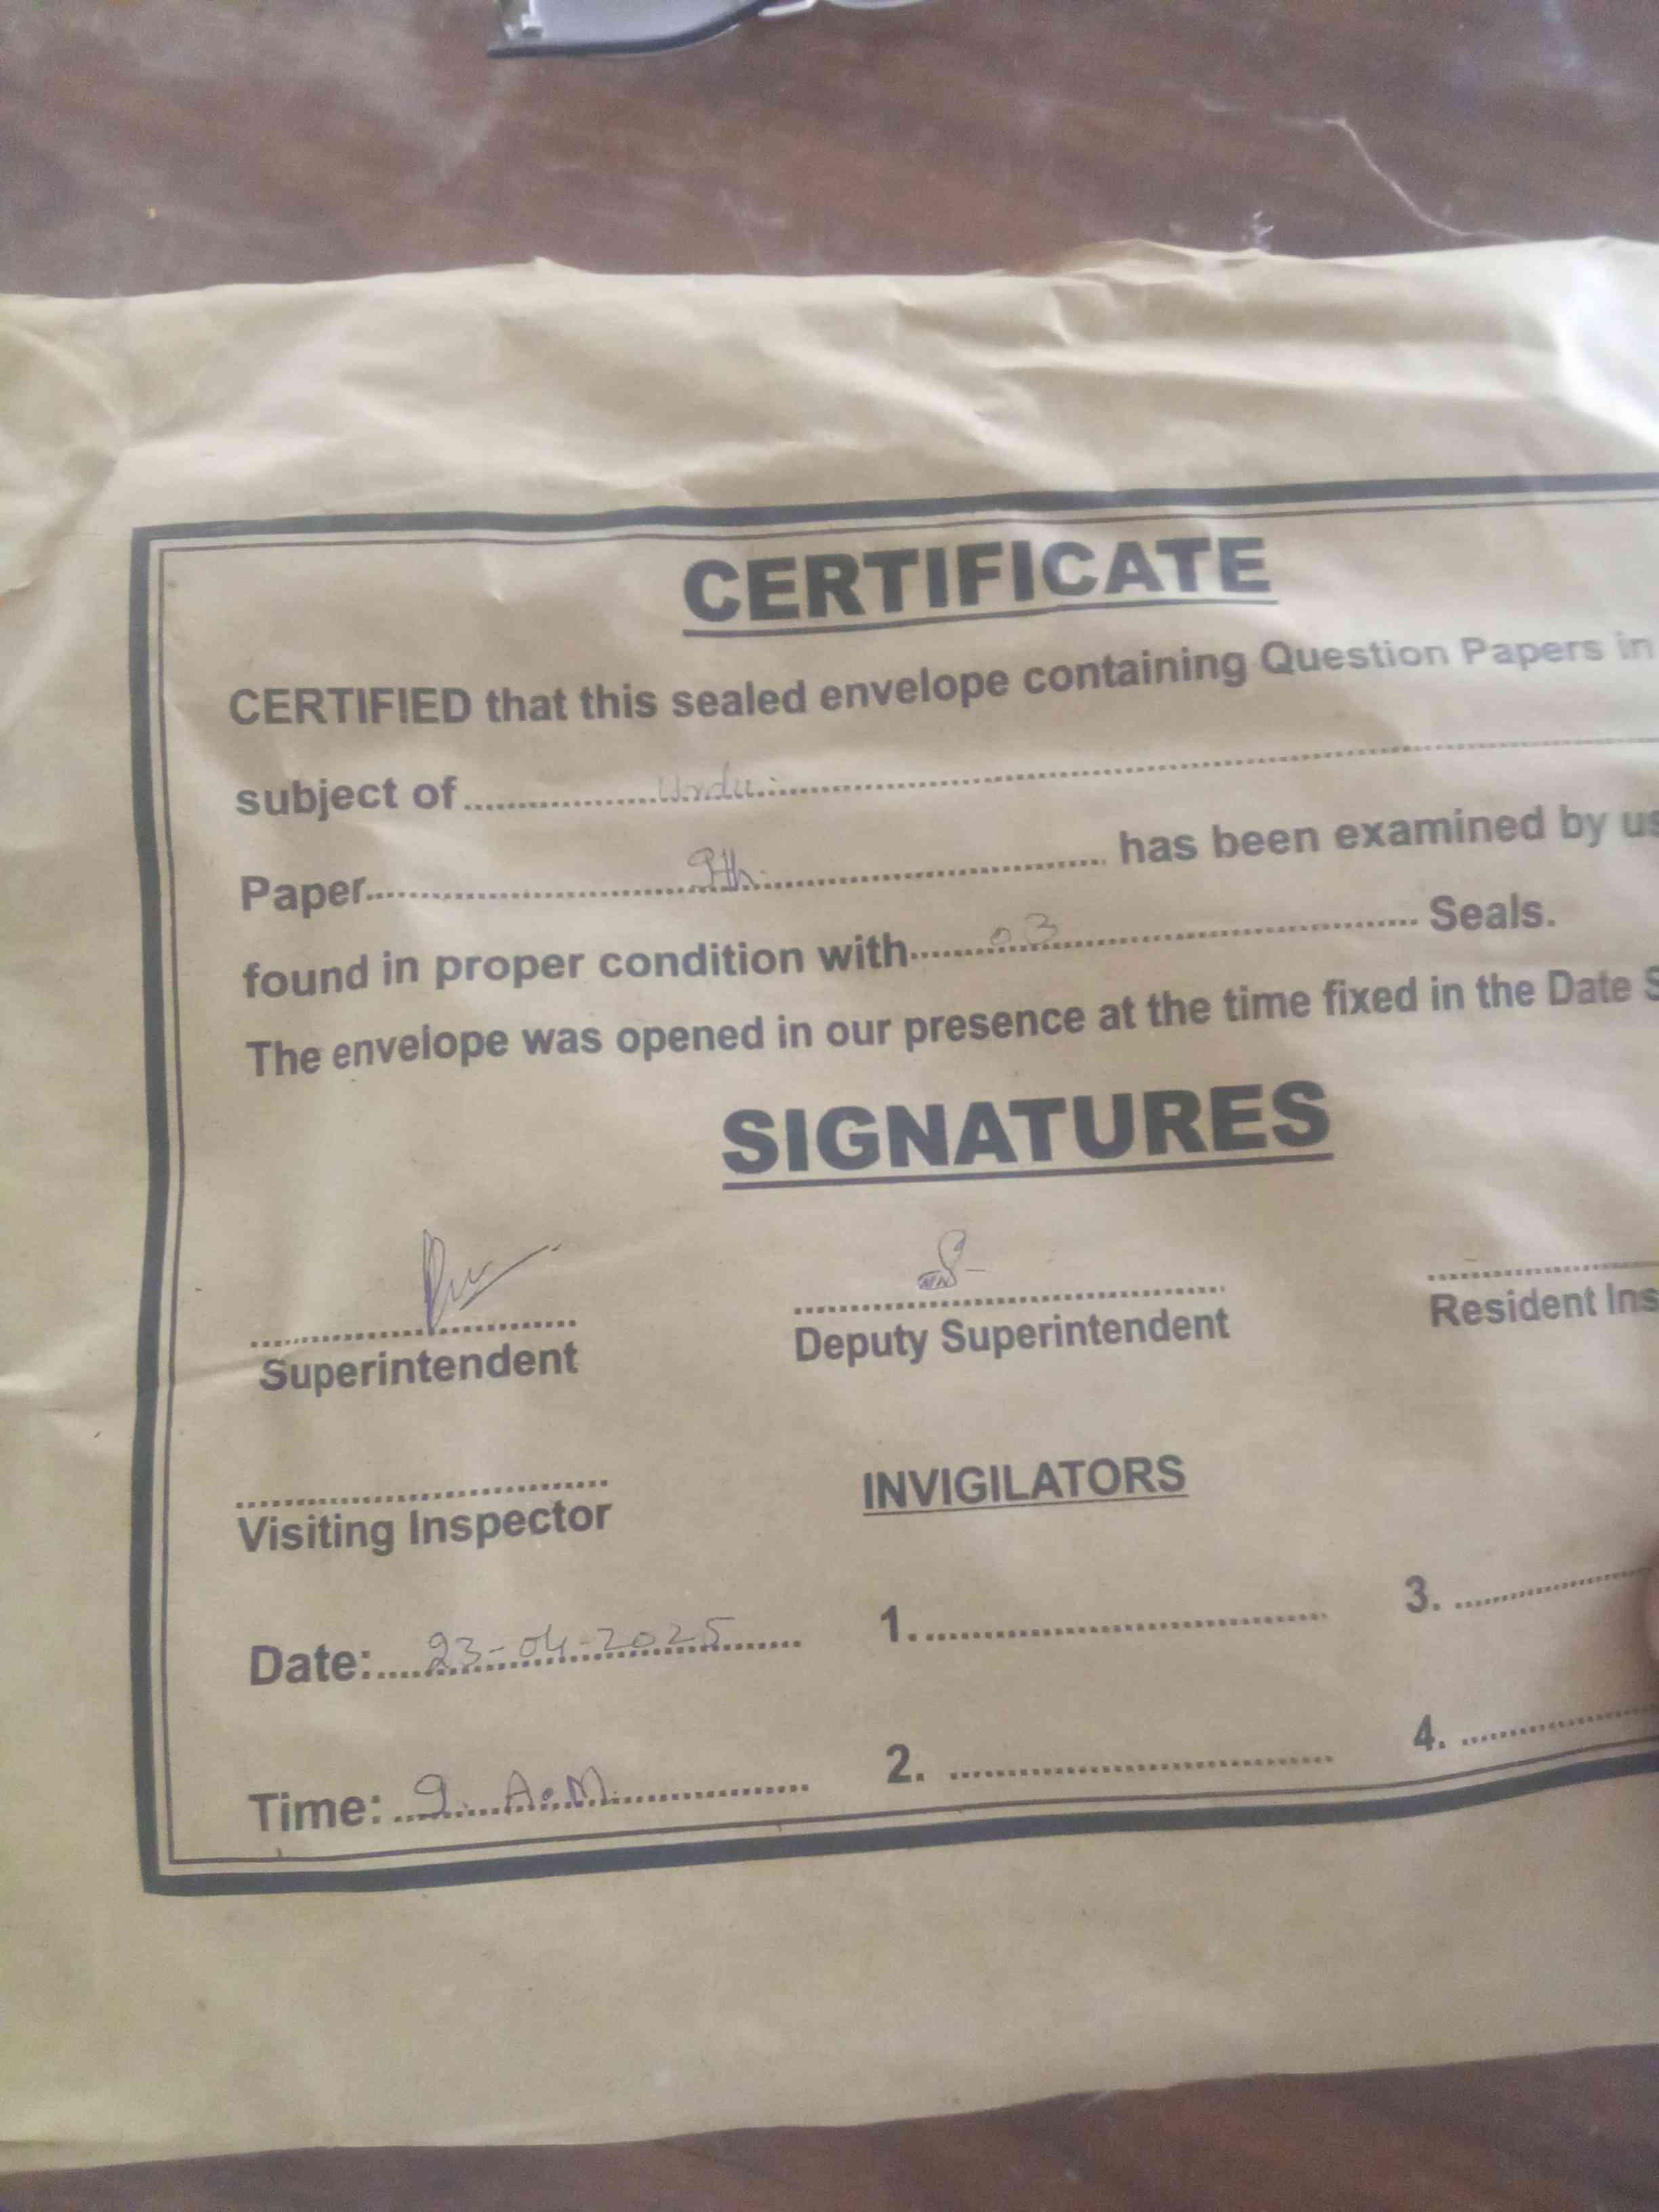 CERTIFICATE
CERTIFIED that this sealed envelope containing Question Papers in
subject of Urdu
Paper 9th has been examined by us
found in proper condition with 03 Seals.
The envelope was opened in our presence at the time fixed in the Date S
SIGNATURES
Superintendent Deputy Superintendent Resident Ins
Visiting Inspector INVIGILATORS
Date: 23-04-2025 1. 3.
Time: 9. A.M. 2. 4.